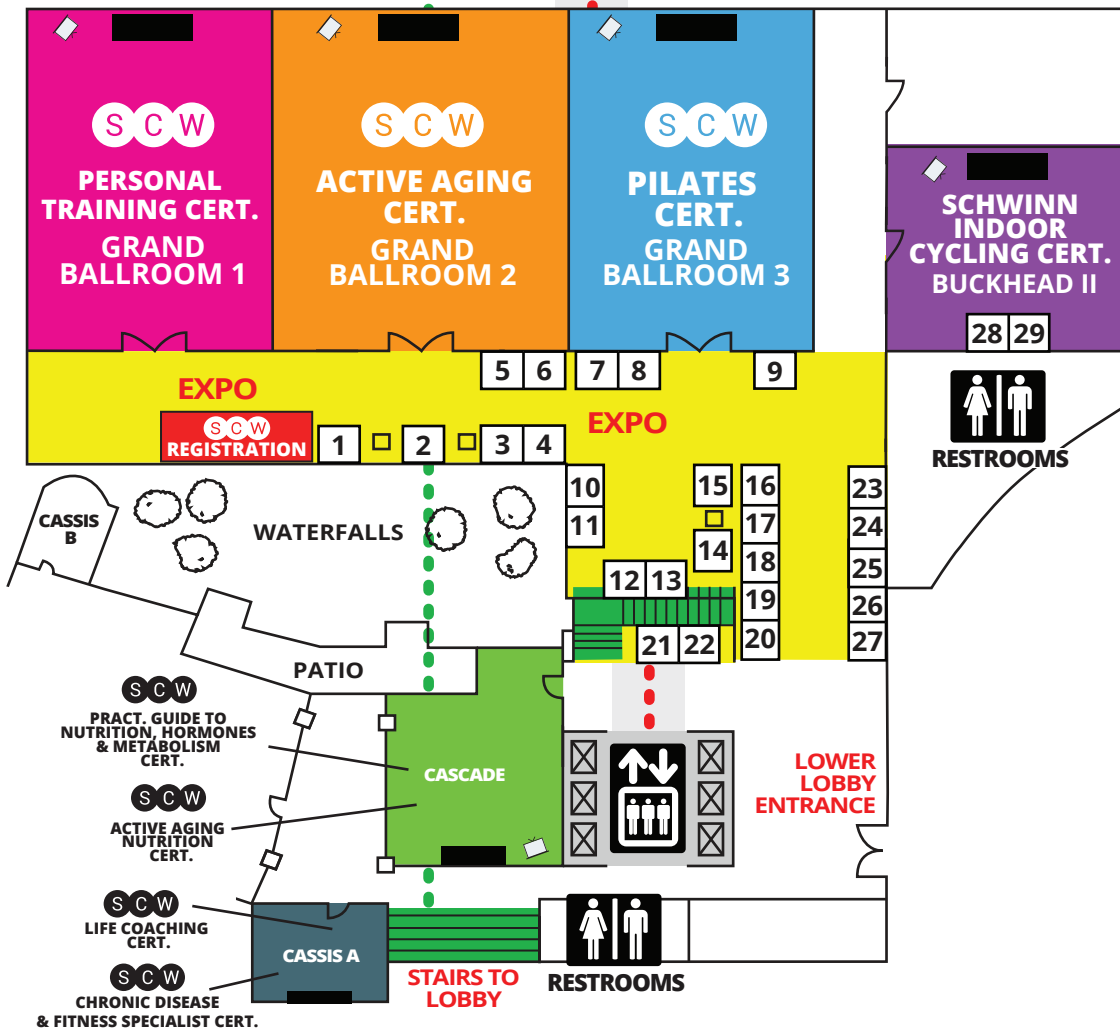 SCW
PERSONAL
TRAINING CERT.
GRAND
BALLROOM 1
SCW
ACTIVE AGING
CERT.
GRAND
BALLROOM 2
SCW
PILATES
CERT.
GRAND
BALLROOM 3
SCHWINN
INDOOR
CYCLING CERT.
BUCKHEAD II
28 29
5 6 7 8 9
EXPO
EXPO
SCW
REGISTRATION
1 2 3 4
RESTROOMS
CASSIS
B
WATERFALLS
10
11
15
14
12 13
16
17
18
19
20
21 22
23
24
25
26
27
PATIO
SCW
PRACT. GUIDE TO
NUTRITION, HORMONES
& METABOLISM
CERT.
CASCADE
LOWER
LOBBY
ENTRANCE
SCW
ACTIVE AGING
NUTRITION
CERT.
SCW
LIFE COACHING
CERT.
CASSIS A
SCW
CHRONIC DISEASE
& FITNESS SPECIALIST CERT.
STAIRS TO
LOBBY
RESTROOMS